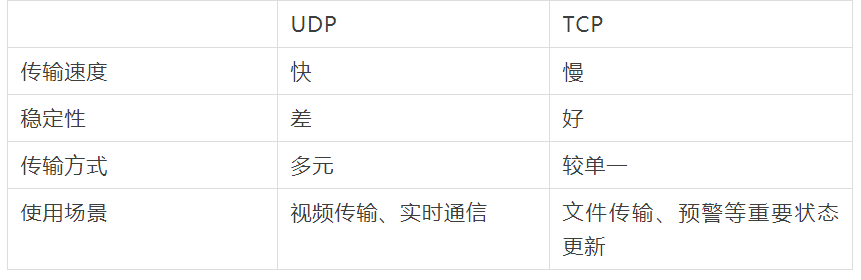 UDP TCP
传输速度 快 慢
稳定性 差 好
传输方式 多元 较单一
使用场景 视频传输、实时通信 文件传输、预警等重要状态
更新